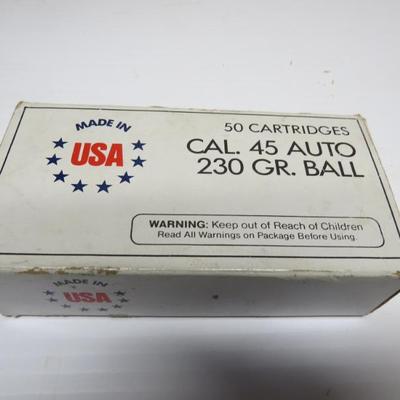 MADE IN
USA
50 CARTRIDGES
CAL. 45 AUTO
230 GR. BALL
WARNING: Keep out of Reach of Children
Read All Warnings on Package Before Using.
MADE IN
USA